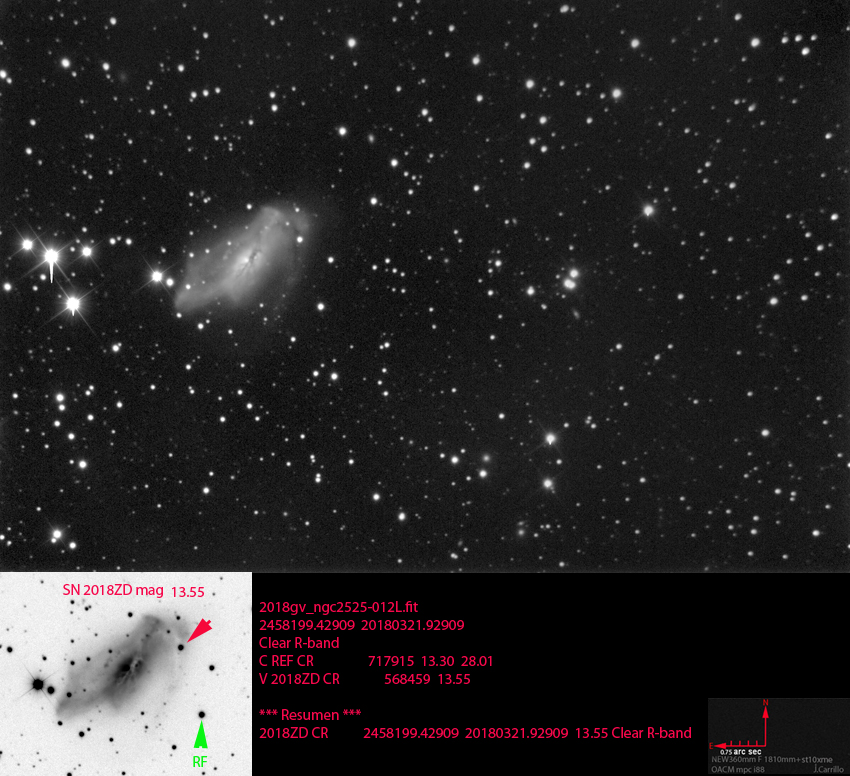 SN 2018ZD mag 13.55
RF
2018gv_ngc2525-012L.fit
2458199.42909 20180321.92909
Clear R-band
C REF CR 717915 13.30 28.01
V 2018ZD CR 568459 13.55
*** Resumen ***
2018ZD CR 2458199.42909 20180321.92909 13.55 Clear R-band
N
E
0.75 arc sec
NEW360mm F 1810mm+st10xme
OACM mpc i88 J.Carrillo